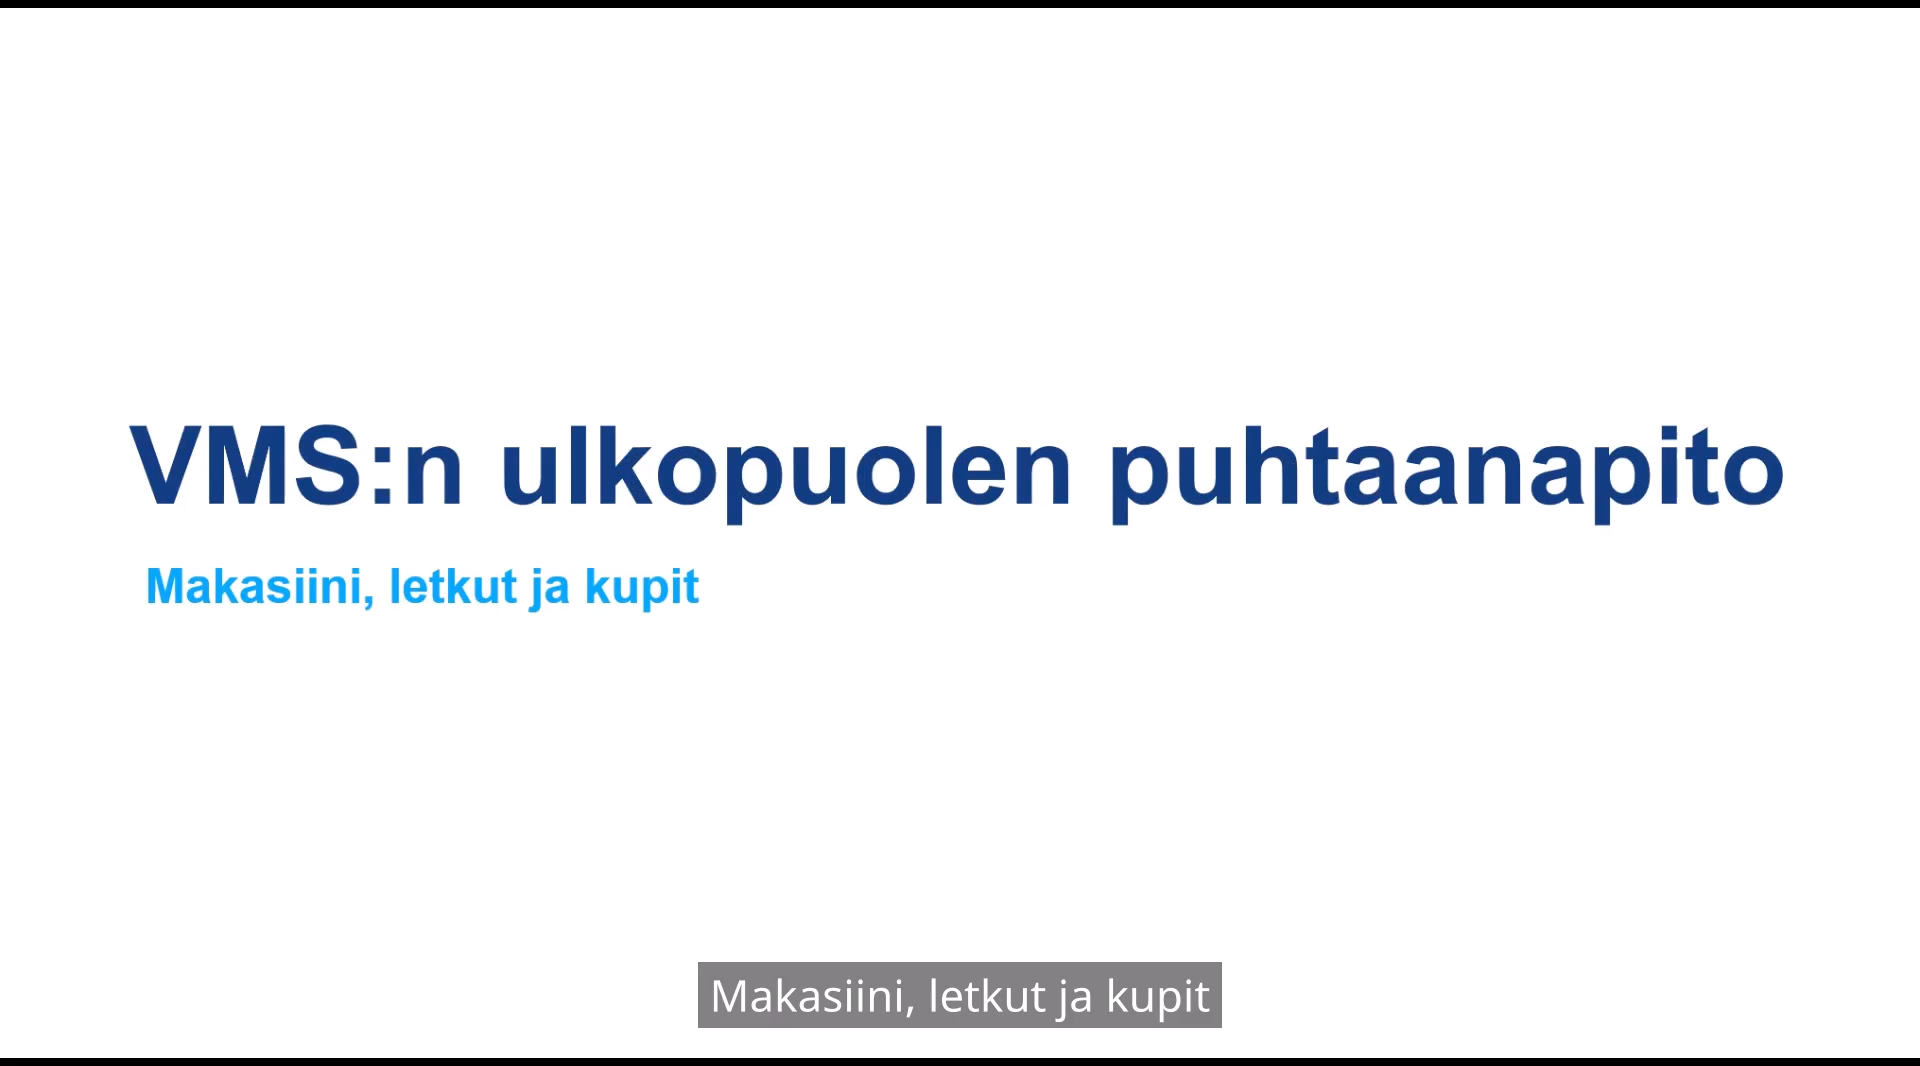 VMS:n ulkopuolen puhtaanapito
Makasiini, letkut ja kupit
Makasiini, letkut ja kupit